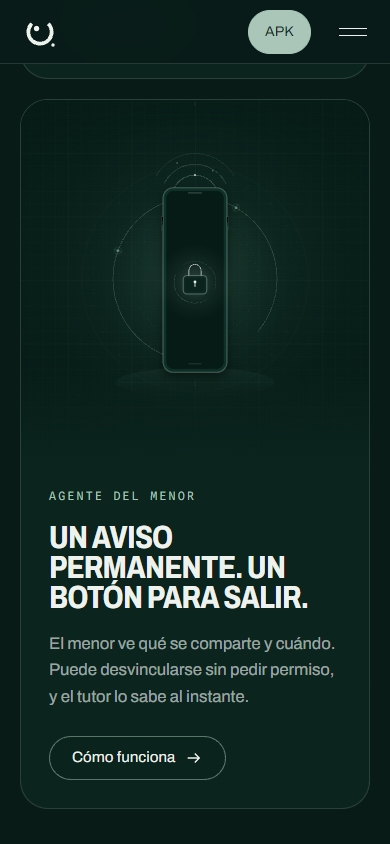 APK
AGENTE DEL MENOR
UN AVISO
PERMANENTE. UN
BOTÓN PARA SALIR.
El menor ve qué se comparte y cuándo.
Puede desvincularse sin pedir permiso,
y el tutor lo sabe al instante.
Cómo funciona →